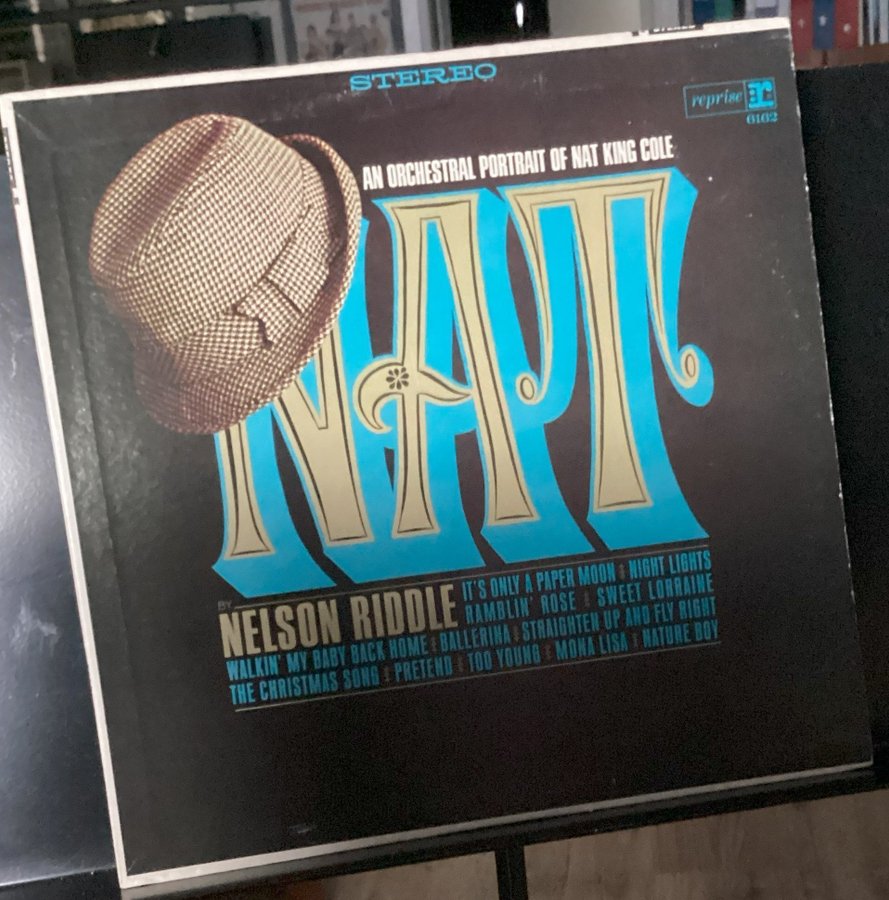 STEREO
reprise r:
6162
AN ORCHESTRAL PORTRAIT OF NAT KING COLE
NAT
BY
NELSON RIDDLE
IT'S ONLY A PAPER MOON NIGHT LIGHTS
RAMBLIN' ROSE SWEET LORRAINE
WALKIN' MY BABY BACK HOME BALLERINA STRAIGHTEN UP AND FLY RIGHT
THE CHRISTMAS SONG PRETEND TOO YOUNG MONA LISA NATURE BOY